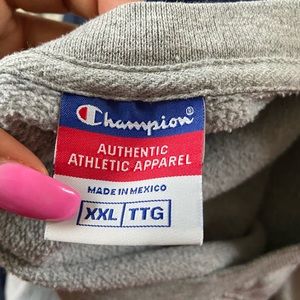 Champion®
AUTHENTIC
ATHLETIC APPAREL
MADE IN MEXICO
XXL TTG